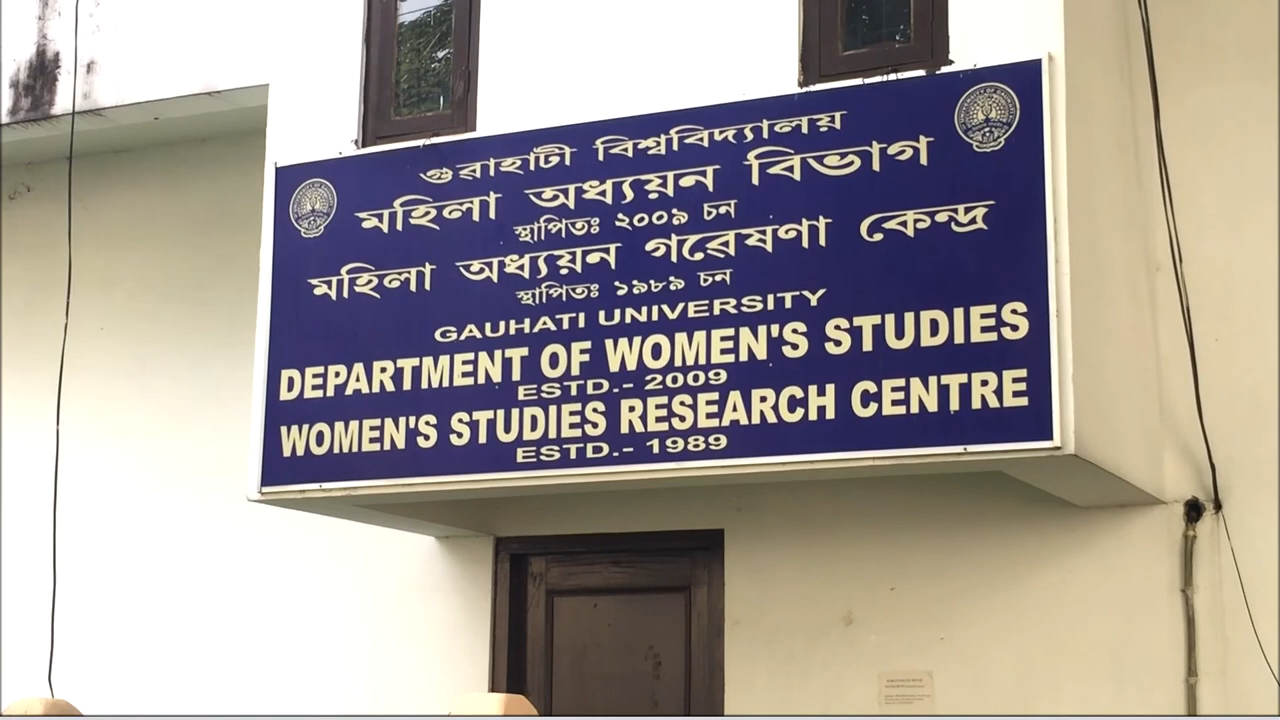 গুৱাহাটী বিশ্ববিদ্যালয়
মহিলা অধ্যয়ন বিভাগ
স্থাপিতঃ ২০০৯ চন
মহিলা অধ্যয়ন গৱেষণা কেন্দ্ৰ
স্থাপিতঃ ১৯৮৯ চন
GAUHATI UNIVERSITY
DEPARTMENT OF WOMEN'S STUDIES
ESTD.- 2009
WOMEN'S STUDIES RESEARCH CENTRE
ESTD.- 1989